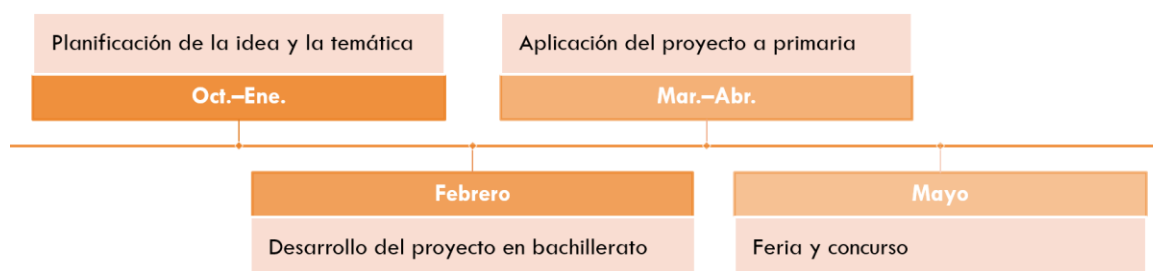 Planificación de la idea y la temática
Oct.–Ene.
Febrero
Desarrollo del proyecto en bachillerato
Aplicación del proyecto a primaria
Mar.–Abr.
Mayo
Feria y concurso